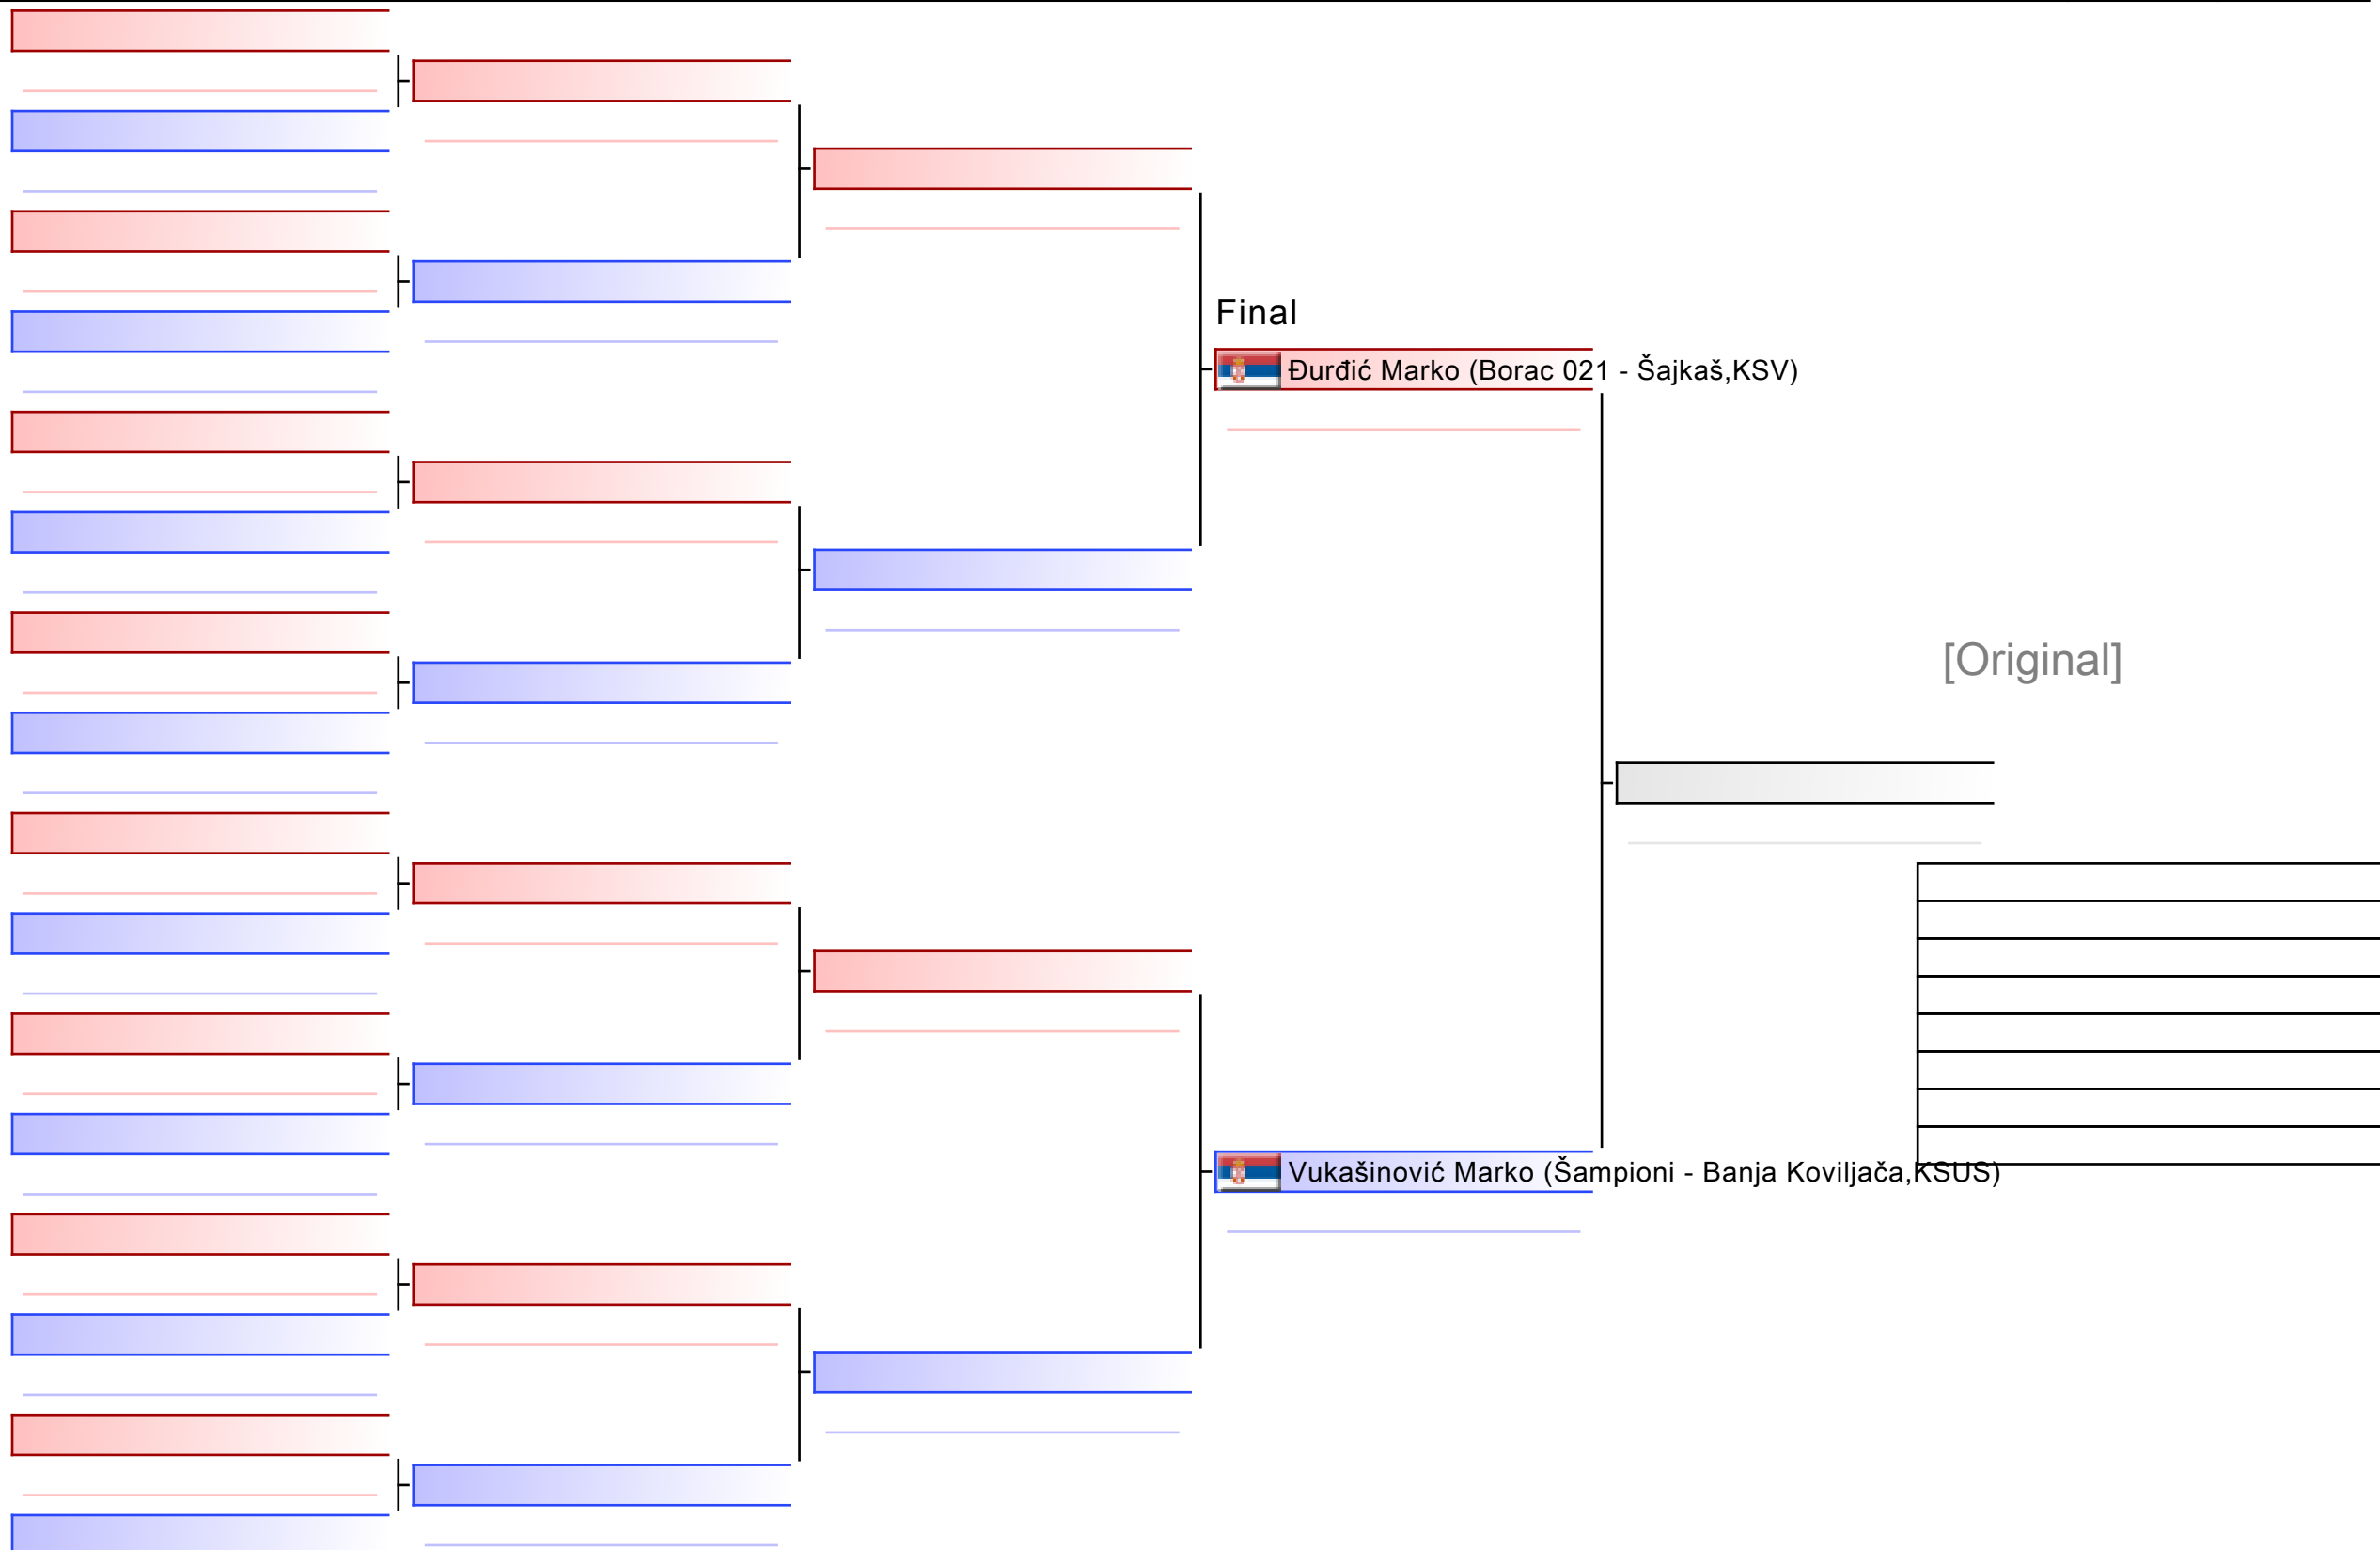 Final
Đurđić Marko (Borac 021 - Šajkaš,KSV)
[Original]
Vukašinović Marko (Šampioni - Banja Koviljača,KSUS)